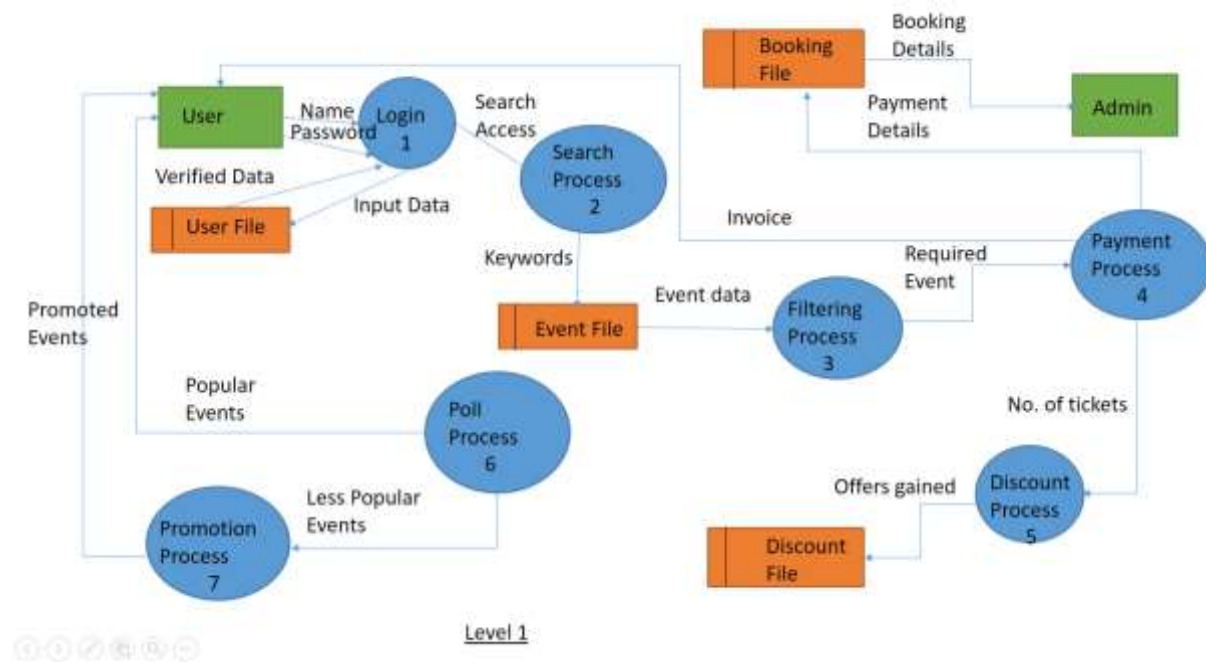 Booking
Details
Booking
File
User
Name
Password
Login
1
Search
Access
Payment
Details
Admin
Search
Process
2
Verified Data
User File
Input Data
Invoice
Payment
Process
4
Keywords
Required
Event
Event data
Promoted
Events
Event File
Filtering
Process
3
Popular
Events
Poll
Process
6
No. of tickets
Less Popular
Events
Offers gained
Discount
Process
5
Promotion
Process
7
Discount
File
Level 1